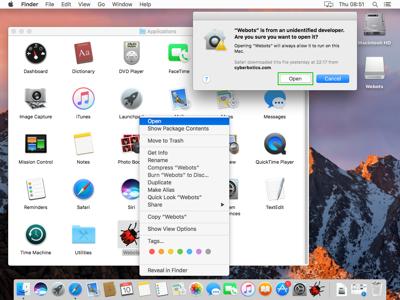 Finder File Edit View Go Window Help
Thu 08:51
Applications
"Webots" is from an unidentified developer.
Are you sure you want to open it?
Opening "Webots" will always allow it to run on this
Mac.
Safari downloaded this file yesterday at 22:17 from
cyberbotics.com
?
Open
Cancel
Macintosh HD
Webots
Dashboard
Dictionary
DVD Player
FaceTime
Image Capture
iTunes
Launchpad
Mission Control
Notes
Photo Boo
QuickTime Player
Reminders
Safari
Siri
TextEdit
Time Machine
Utilities
Webots
Open
Show Package Contents
Move to Trash
Get Info
Rename
Compress "Webots"
Burn "Webots" to Disc...
Duplicate
Make Alias
Quick Look "Webots"
Share
Copy "Webots"
Show View Options
Tags...
Reveal in Finder